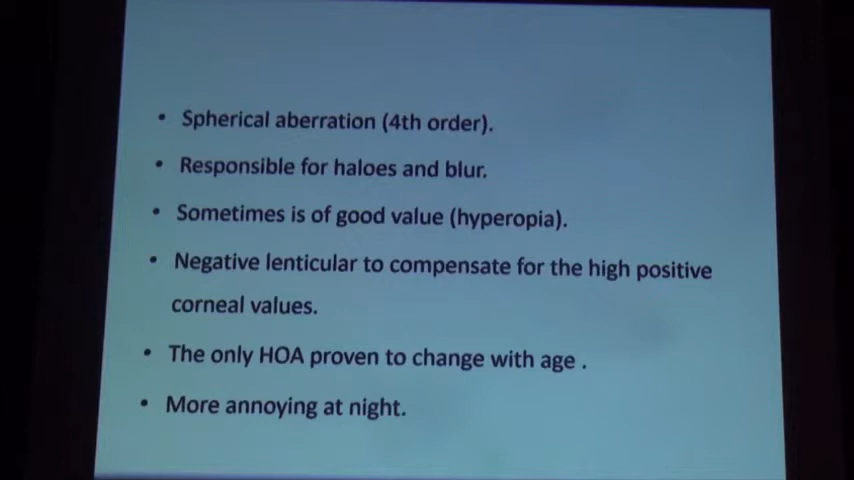 • Spherical aberration (4th order).
• Responsible for haloes and blur.
• Sometimes is of good value (hyperopia).
• Negative lenticular to compensate for the high positive
corneal values.
• The only HOA proven to change with age .
• More annoying at night.